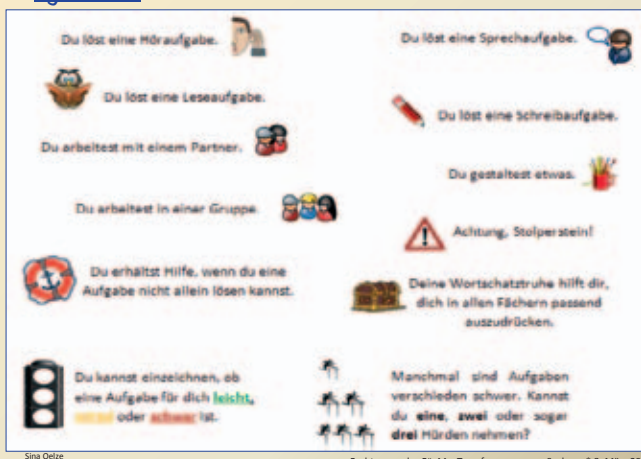 Du löst eine Höraufgabe.
Du löst eine Sprechaufgabe.
Du löst eine Leseaufgabe.
Du löst eine Schreibaufgabe.
Du arbeitest mit einem Partner.
Du gestaltest etwas.
Du arbeitest in einer Gruppe.
Achtung, Stolperstein!
Du erhältst Hilfe, wenn du eine
Aufgabe nicht allein lösen kannst.
Deine Wortschatztruhe hilft dir,
dich in allen Fächern passend
auszudrücken.
Du kannst einzeichnen, ob
eine Aufgabe für dich leicht,
oder schwer ist.
Manchmal sind Aufgaben
verschieden schwer. Kannst
du eine, zwei oder sogar
drei Hürden nehmen?
Sina Oelze